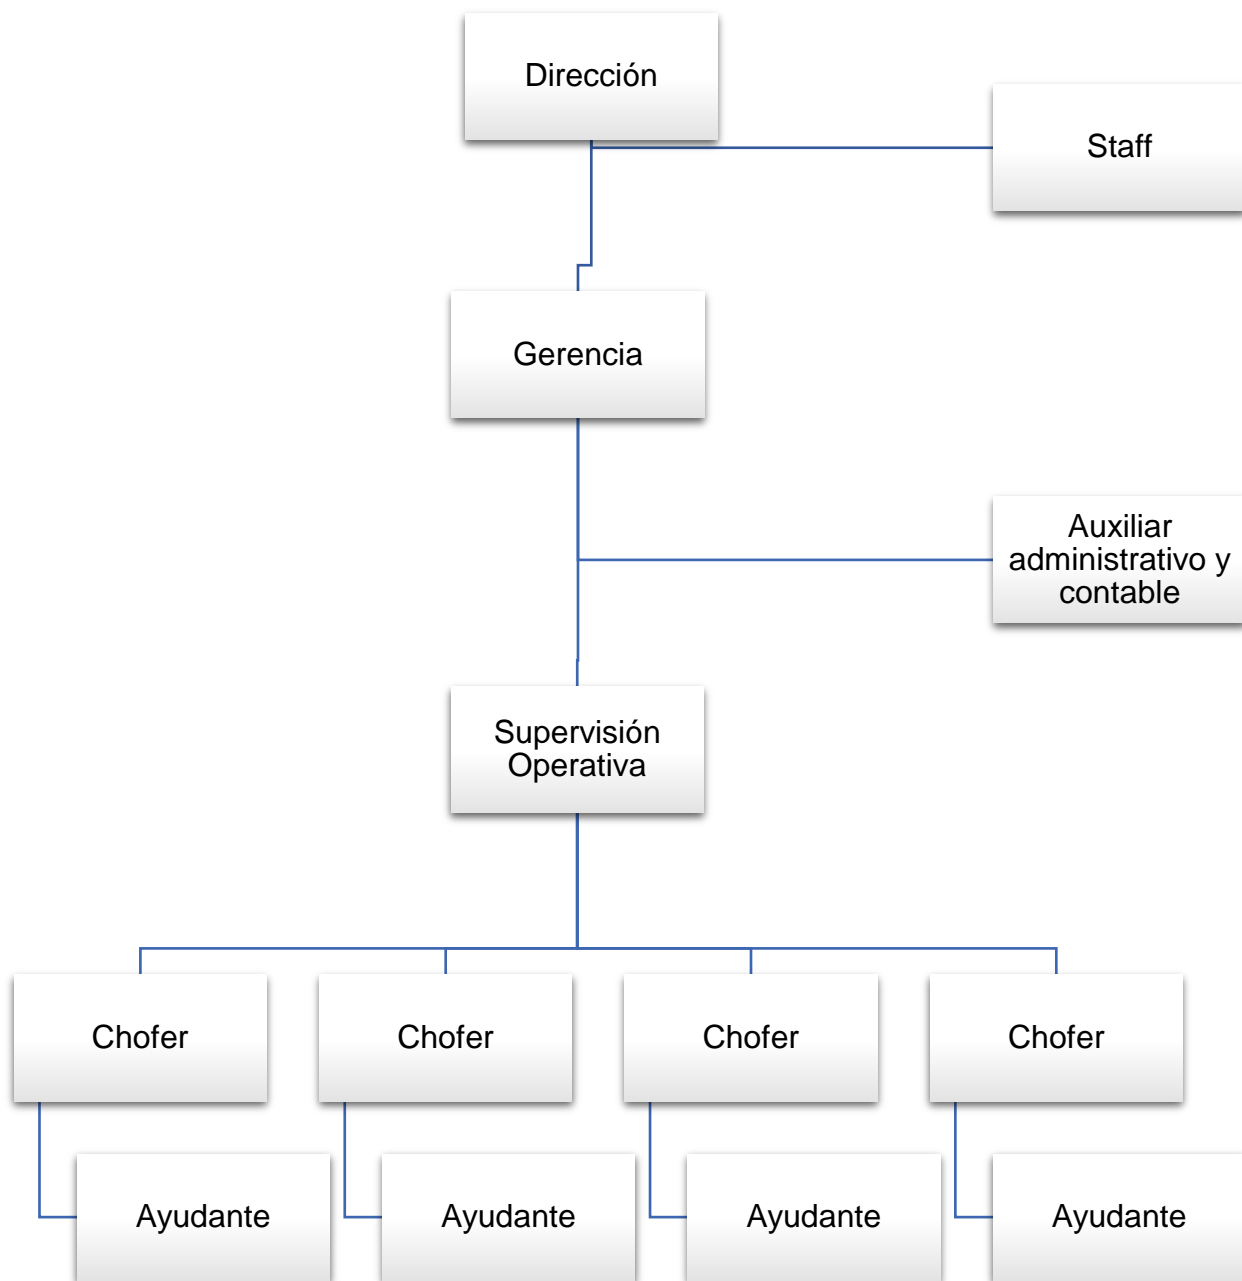 Dirección
Staff
Gerencia
Auxiliar
administrativo y
contable
Supervisión
Operativa
Chofer
Chofer
Chofer
Chofer
Ayudante
Ayudante
Ayudante
Ayudante